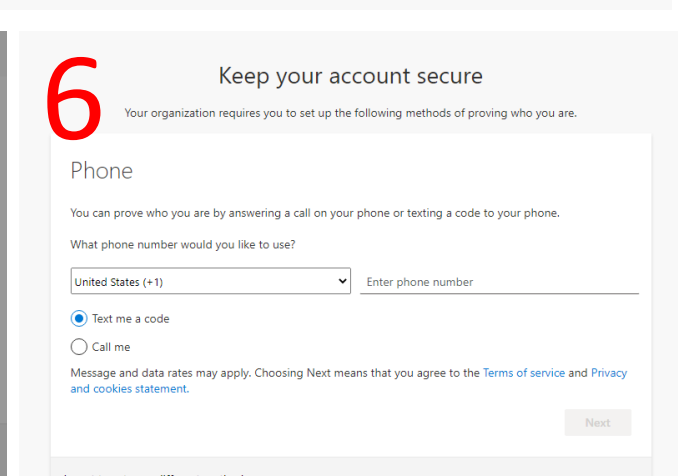 6
Keep your account secure
Your organization requires you to set up the following methods of proving who you are.
Phone
You can prove who you are by answering a call on your phone or texting a code to your phone.
What phone number would you like to use?
United States (+1) Enter phone number
Text me a code
Call me
Message and data rates may apply. Choosing Next means that you agree to the Terms of service and Privacy
and cookies statement.
Next